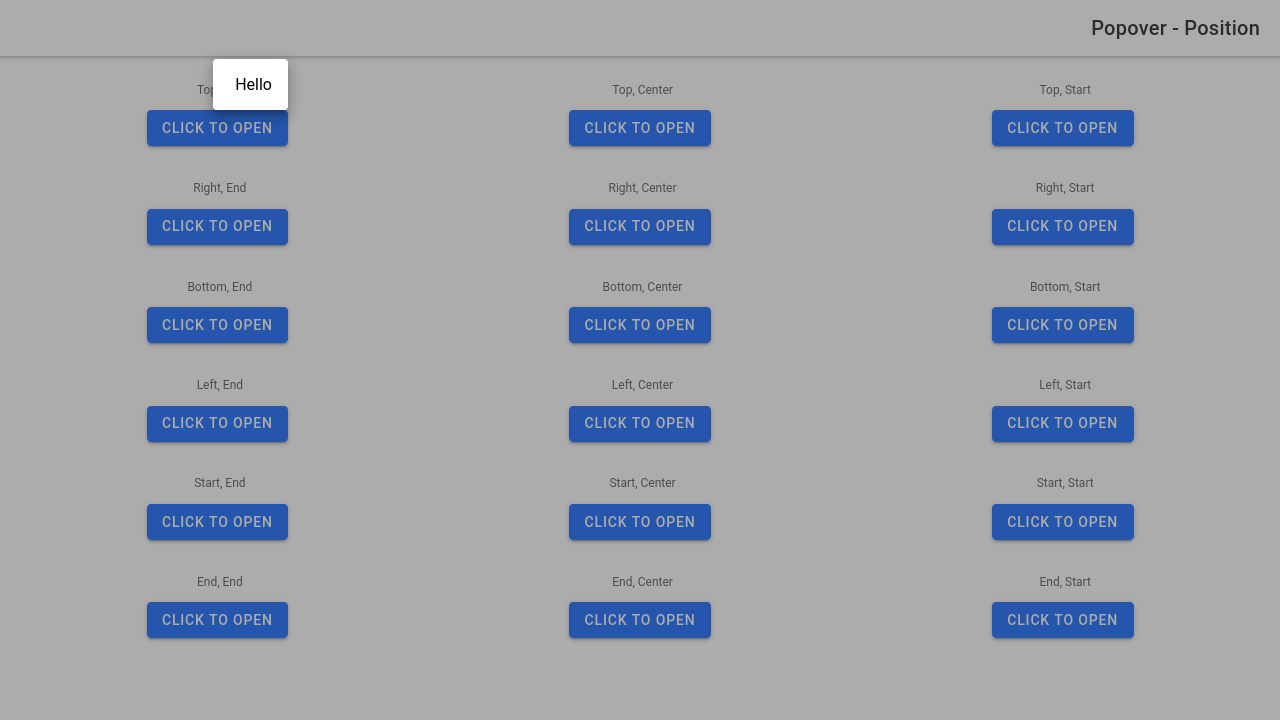 Popover - Position
Hello
Top, Center
Top, Start
CLICK TO OPEN
CLICK TO OPEN
CLICK TO OPEN
Right, End
Right, Center
Right, Start
CLICK TO OPEN
CLICK TO OPEN
CLICK TO OPEN
Bottom, End
Bottom, Center
Bottom, Start
CLICK TO OPEN
CLICK TO OPEN
CLICK TO OPEN
Left, End
Left, Center
Left, Start
CLICK TO OPEN
CLICK TO OPEN
CLICK TO OPEN
Start, End
Start, Center
Start, Start
CLICK TO OPEN
CLICK TO OPEN
CLICK TO OPEN
End, End
End, Center
End, Start
CLICK TO OPEN
CLICK TO OPEN
CLICK TO OPEN